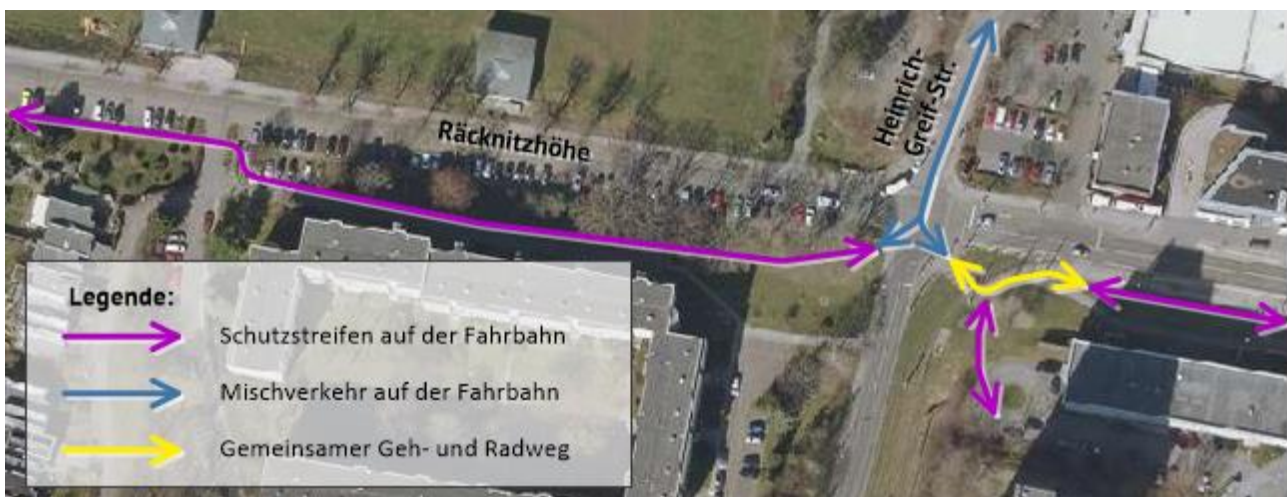 Räcknitzhöhe
Heinrich-
Greif-Str.
Legende:
Schutzstreifen auf der Fahrbahn
Mischverkehr auf der Fahrbahn
Gemeinsamer Geh- und Radweg